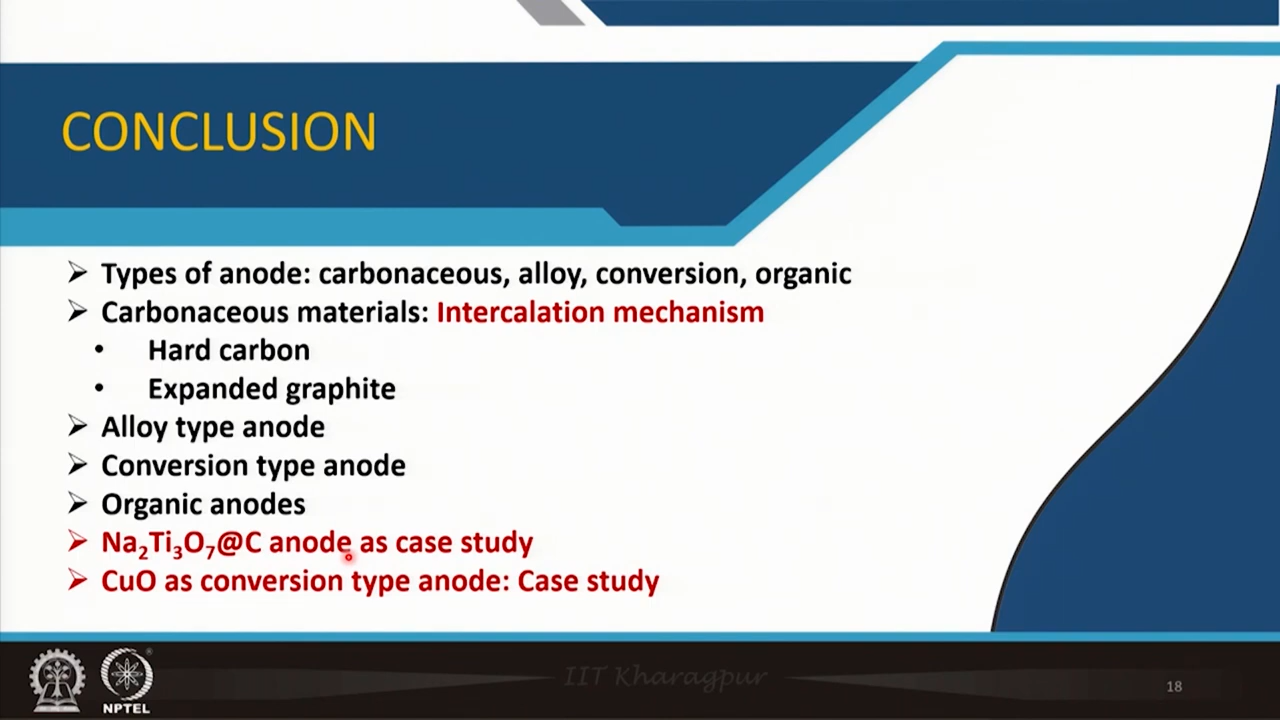 CONCLUSION
➢ Types of anode: carbonaceous, alloy, conversion, organic
➢ Carbonaceous materials: Intercalation mechanism
• Hard carbon
• Expanded graphite
➢ Alloy type anode
➢ Conversion type anode
➢ Organic anodes
➢ Na₂Ti₃O₇@C anode as case study
➢ CuO as conversion type anode: Case study
IIT Kharagpur
18
NPTEL